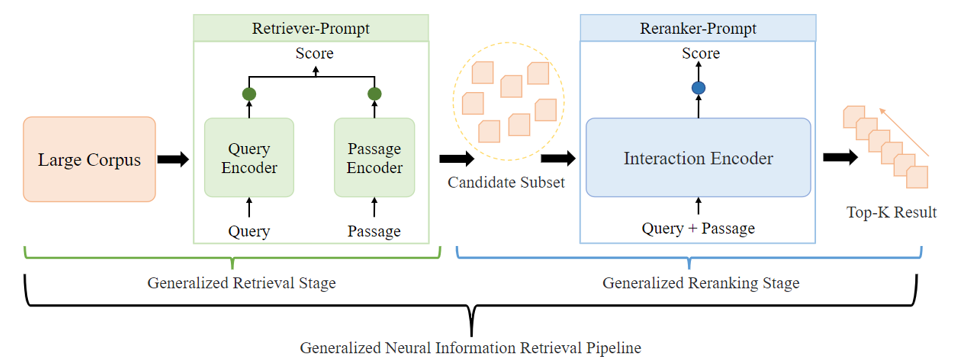 Retriever-Prompt
Score
Large Corpus
Query
Encoder
Passage
Encoder
Query
Passage
Candidate Subset
Reranker-Prompt
Score
Interaction Encoder
Query + Passage
Top-K Result
Generalized Retrieval Stage
Generalized Reranking Stage
Generalized Neural Information Retrieval Pipeline